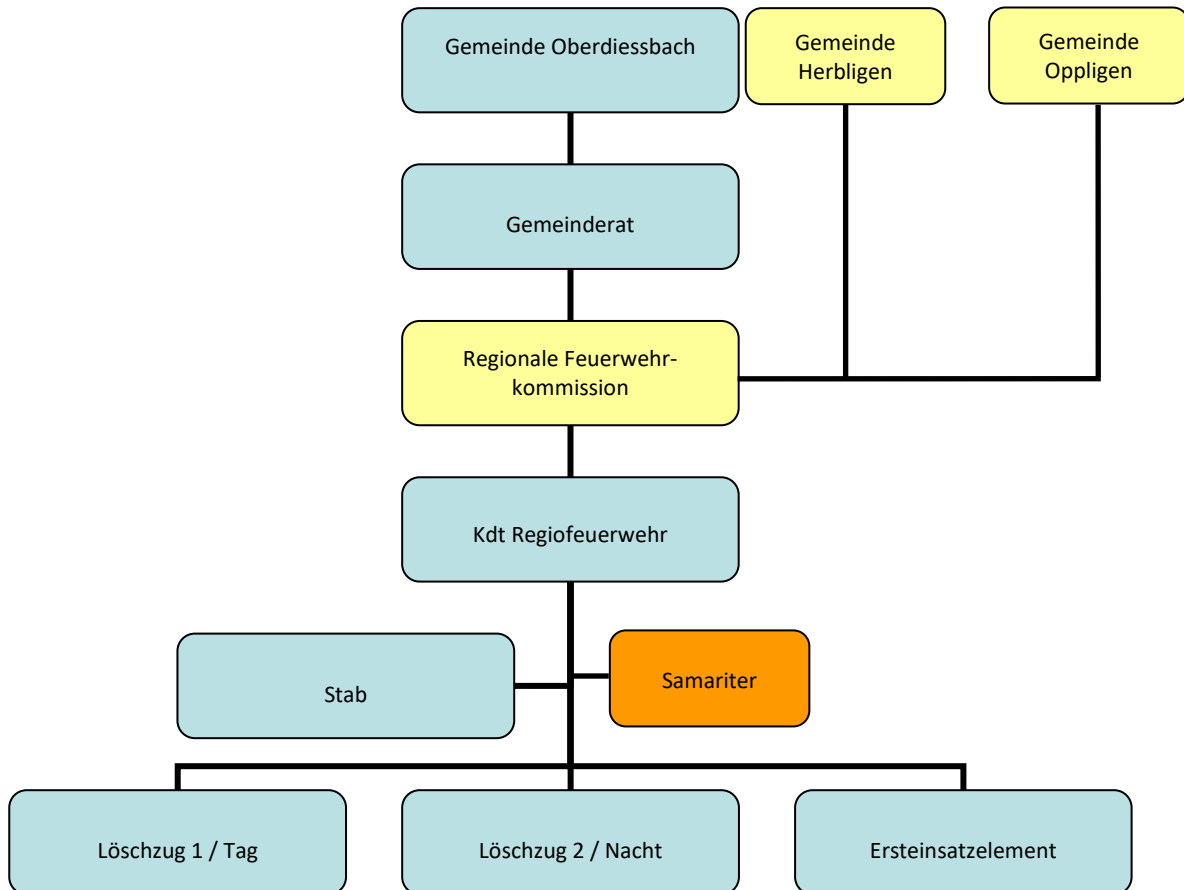 Gemeinde Oberdiessbach
Gemeinde
Herbligen
Gemeinde
Oppligen
Gemeinderat
Regionale Feuerwehr-
kommission
Kdt Regiofeuerwehr
Stab
Samariter
Löschzug 1 / Tag
Löschzug 2 / Nacht
Ersteinsatzelement